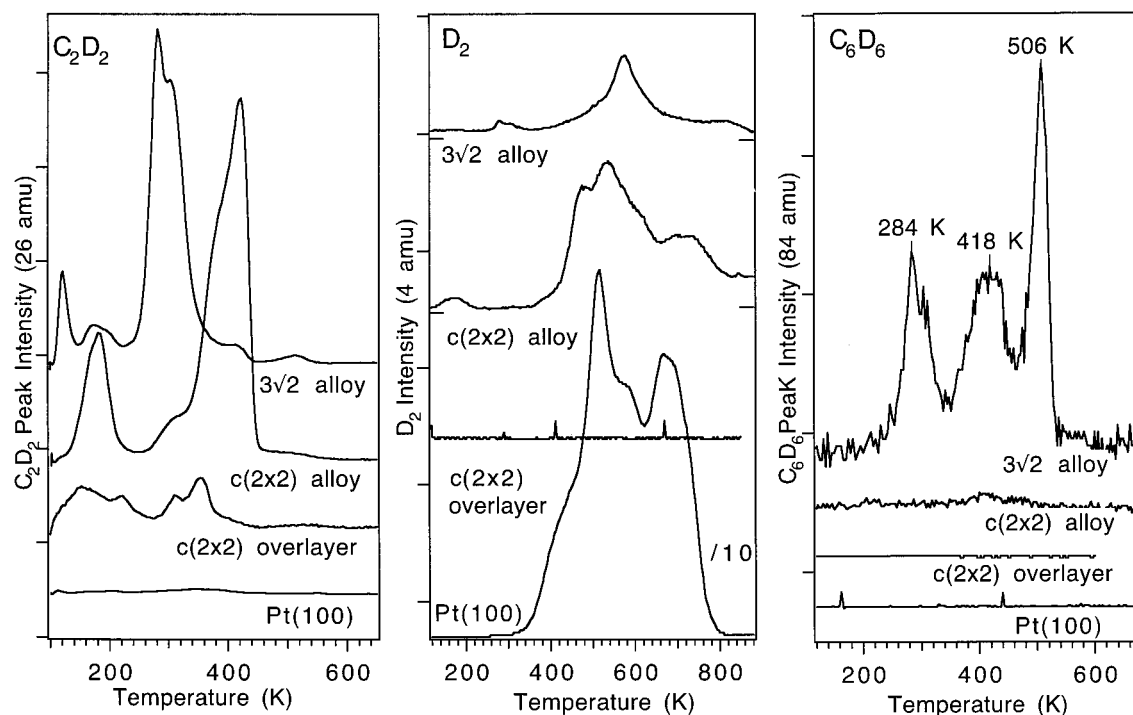 C₂D₂
C₂D₂ Peak Intensity (26 amu)
3√2 alloy
c(2x2) alloy
c(2x2) overlayer
Pt(100)
200
400
600
Temperature (K)
D₂
D₂ Intensity (4 amu)
3√2 alloy
c(2x2) alloy
c(2x2)
overlayer
/10
Pt(100)
200
400
600
800
Temperature (K)
C₆D₆
C₆D₆ PeaK Intensity (84 amu)
506 K
284 K
418 K
3√2 alloy
c(2x2) alloy
c(2x2) overlayer
Pt(100)
200
400
600
Temperature (K)